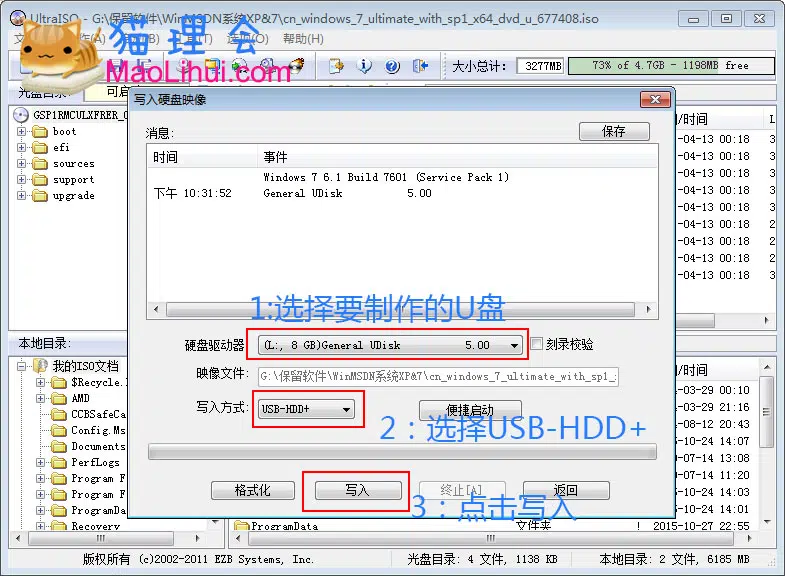 UltraISO - G:\保留软件\WinMSDN系统XP&7\cn_windows_7_ultimate_with_sp1_x64_dvd_u_677408.iso
帮助(H)
猫理会
MaoLihui.com
大小总计: 3277MB 73% of 4.7GB - 1198MB free
光盘目录: 可启
写入硬盘映像
GSP1RMCULXFRER_
boot
efi
sources
support
upgrade
消息:
保存
时间 事件
Windows 7 6.1 Build 7601 (Service Pack 1)
下午 10:31:52 General UDisk 5.00
/时间
-04-13 00:18
-04-13 00:18
-04-13 00:18
-04-13 00:18
-04-13 00:18
-04-13 00:18
-04-13 00:18
-04-13 00:18
-04-13 00:18
1:选择要制作的U盘
硬盘驱动器 (L:, 8 GB)General UDisk 5.00 刻录校验
映像文件: G:\保留软件\WinMSDN系统XP&7\cn_windows_7_ultimate_with_sp1_
写入方式: USB-HDD+ 便捷启动
2：选择USB-HDD+
格式化 写入 终止[A] 返回
3：点击写入
本地目录:
我的ISO文档
$Recycle.
AMD
CCBSafeCa
Config.Ms
Documents
PerfLogs
Program F
Program F
ProgramDa
Recovery
/时间
-03-29 00:10
-03-29 21:16
-08-12 20:43
-10-24 14:07
-07-14 13:08
-07-14 11:20
-10-24 14:03
-10-24 14:01
ProgramData 文件夹 ! 2015-10-27 22:55
版权所有 (c)2002-2011 EZB Systems, Inc. 光盘目录: 4 文件, 1138 KB 本地目录: 2 文件, 6185 MB